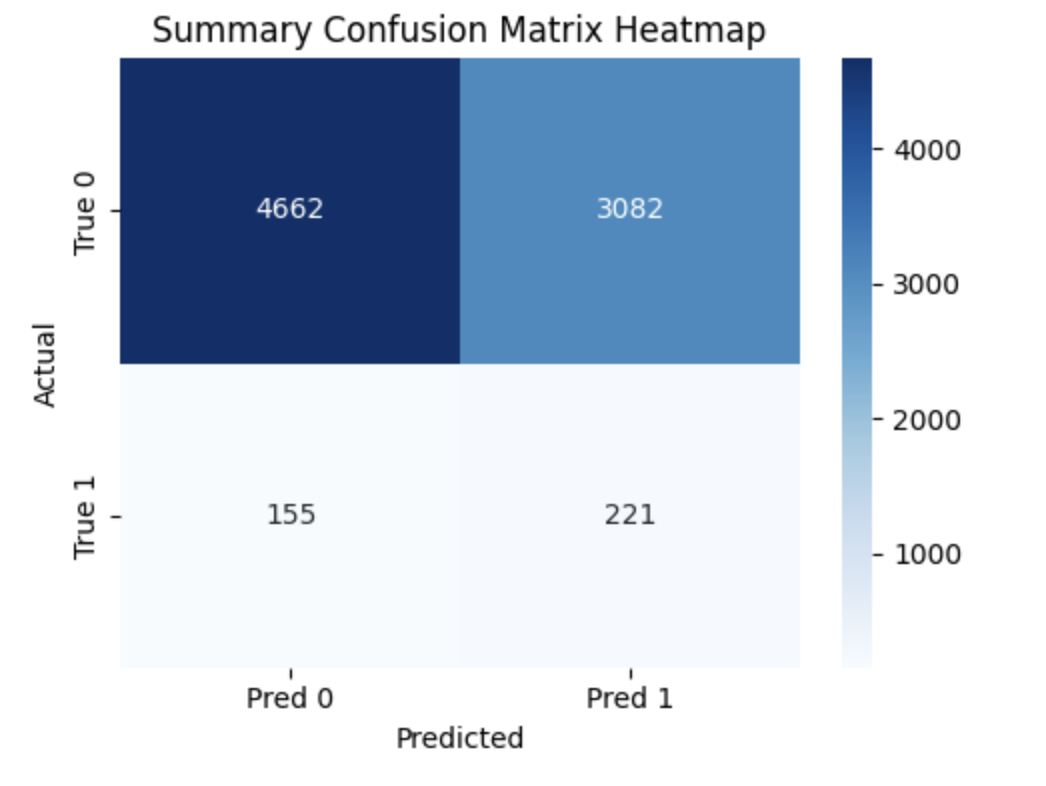 Summary Confusion Matrix Heatmap
4662
3082
155
221
True 0
True 1
Actual
Pred 0
Pred 1
Predicted
4000
3000
2000
1000